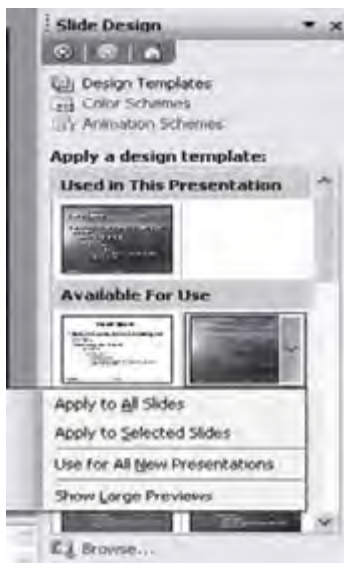 Slide Design
Design Templates
Color Schemes
Animation Schemes
Apply a design template:
Used in This Presentation
Available For Use
Apply to All Slides
Apply to Selected Slides
Use for All New Presentations
Show Large Previews
Browse...